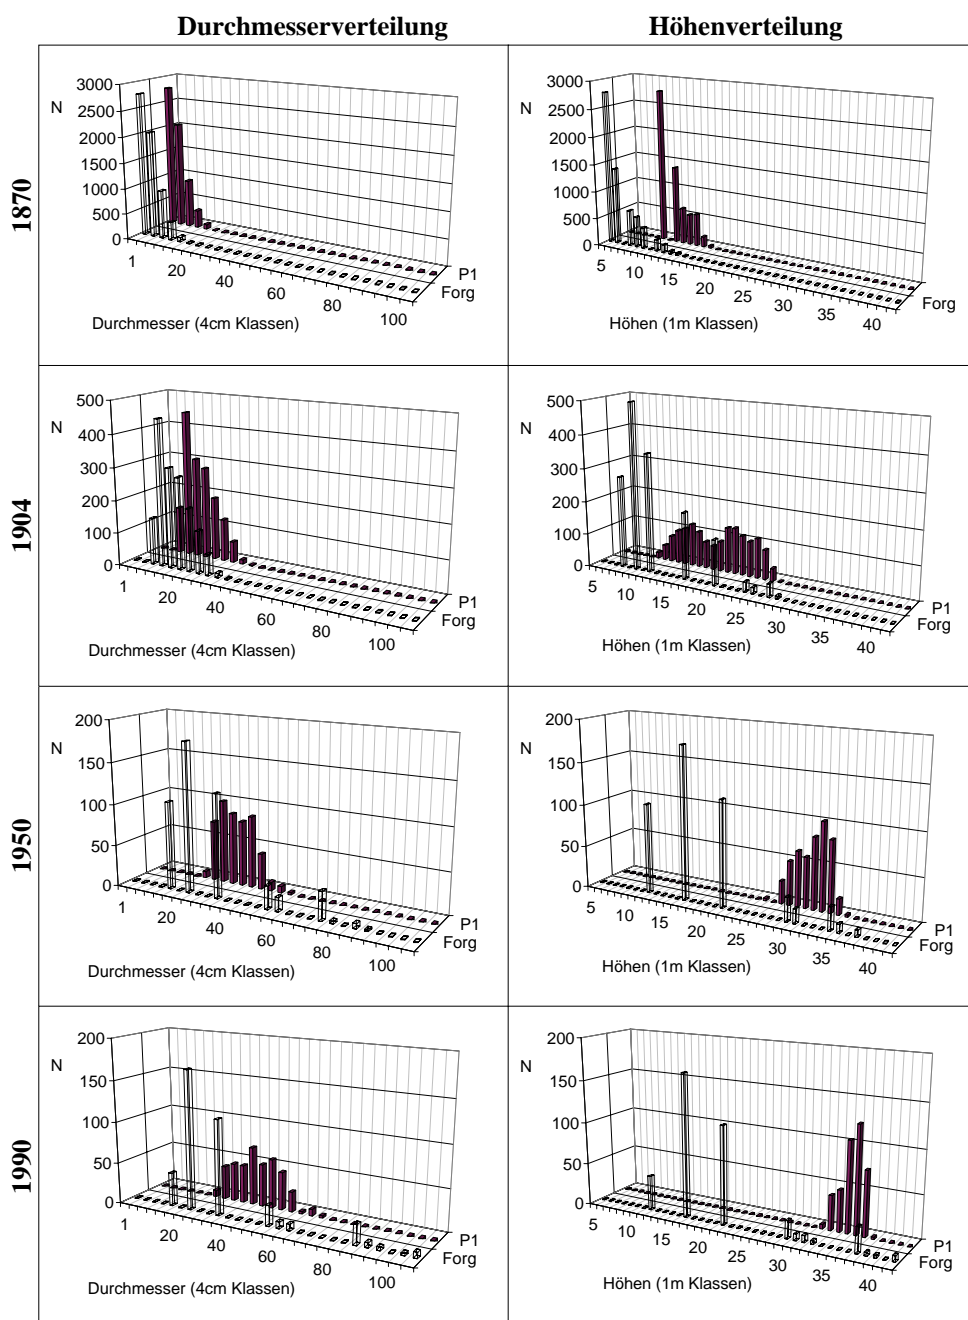 Durchmesserverteilung Höhenverteilung
1870
N
3000
2500
2000
1500
1000
500
0
1 20 40 60 80 100
P1
Forg
Durchmesser (4cm Klassen)
N
3000
2500
2000
1500
1000
500
0
5 10 15 20 25 30 35 40
Forg
Höhen (1m Klassen)
1904
N
500
400
300
200
100
0
1 20 40 60 80 100
P1
Forg
Durchmesser (4cm Klassen)
N
500
400
300
200
100
0
5 10 15 20 25 30 35 40
P1
Forg
Höhen (1m Klassen)
1950
N
200
150
100
50
0
1 20 40 60 80 100
P1
Forg
Durchmesser (4cm Klassen)
N
200
150
100
50
0
5 10 15 20 25 30 35 40
P1
Forg
Höhen (1m Klassen)
1990
N
200
150
100
50
0
1 20 40 60 80 100
P1
Forg
Durchmesser (4cm Klassen)
N
200
150
100
50
0
5 10 15 20 25 30 35 40
P1
Forg
Höhen (1m Klassen)